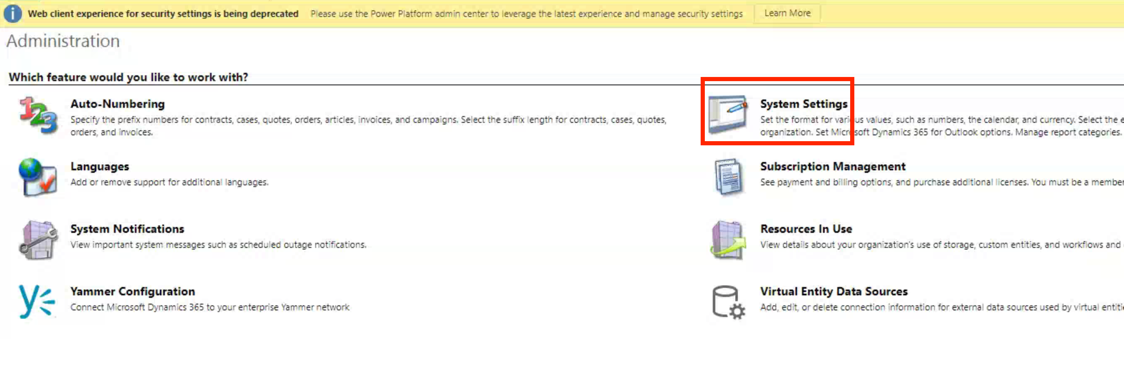 Web client experience for security settings is being deprecated Please use the Power Platform admin center to leverage the latest experience and manage security settings Learn More
Administration
Which feature would you like to work with?
Auto-Numbering
Specify the prefix numbers for contracts, cases, quotes, orders, articles, invoices, and campaigns. Select the suffix length for contracts, cases, quotes,
orders, and invoices.
System Settings
Set the format for various values, such as numbers, the calendar, and currency. Select the e
organization. Set Microsoft Dynamics 365 for Outlook options. Manage report categories.
Languages
Add or remove support for additional languages.
Subscription Management
See payment and billing options, and purchase additional licenses. You must be a membe
System Notifications
View important system messages such as scheduled outage notifications.
Resources In Use
View details about your organization's use of storage, custom entities, and workflows and
Yammer Configuration
Connect Microsoft Dynamics 365 to your enterprise Yammer network
Virtual Entity Data Sources
Add, edit, or delete connection information for external data sources used by virtual entiti